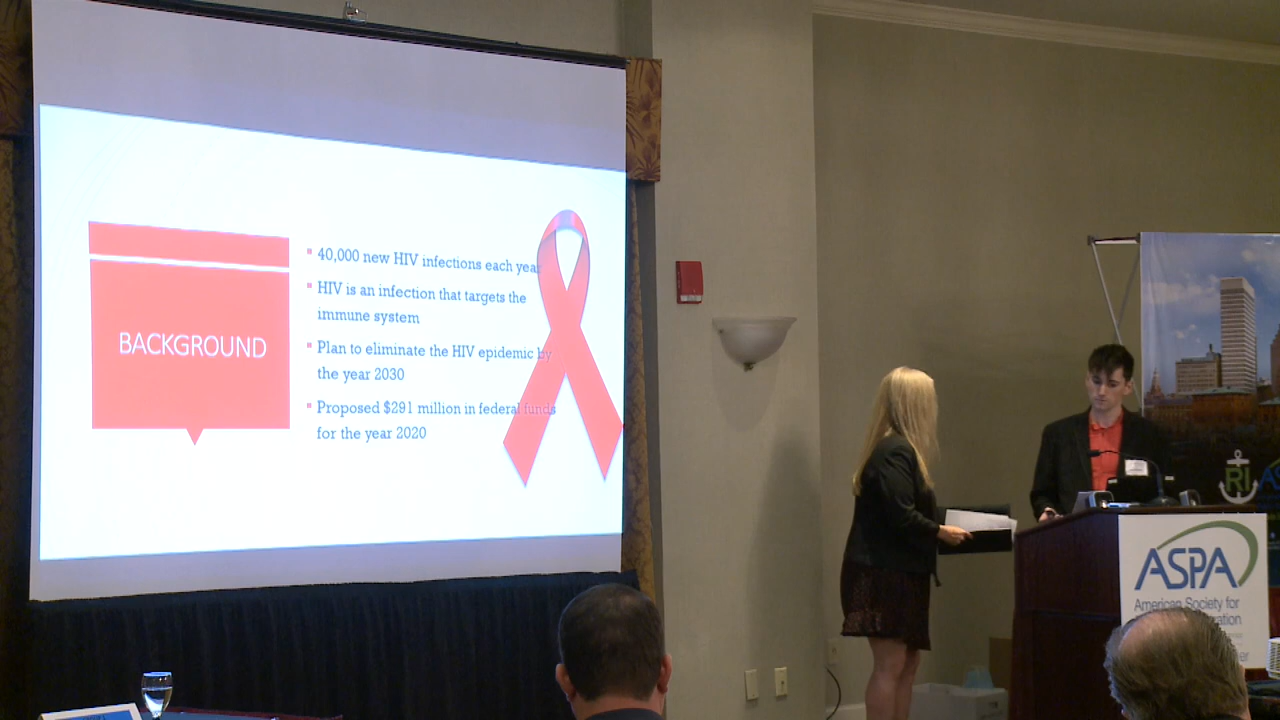 BACKGROUND
40,000 new HIV infections each year
HIV is an infection that targets the
immune system
Plan to eliminate the HIV epidemic by
the year 2030
Proposed $291 million in federal funds
for the year 2020
RI
ASPA
American Society for